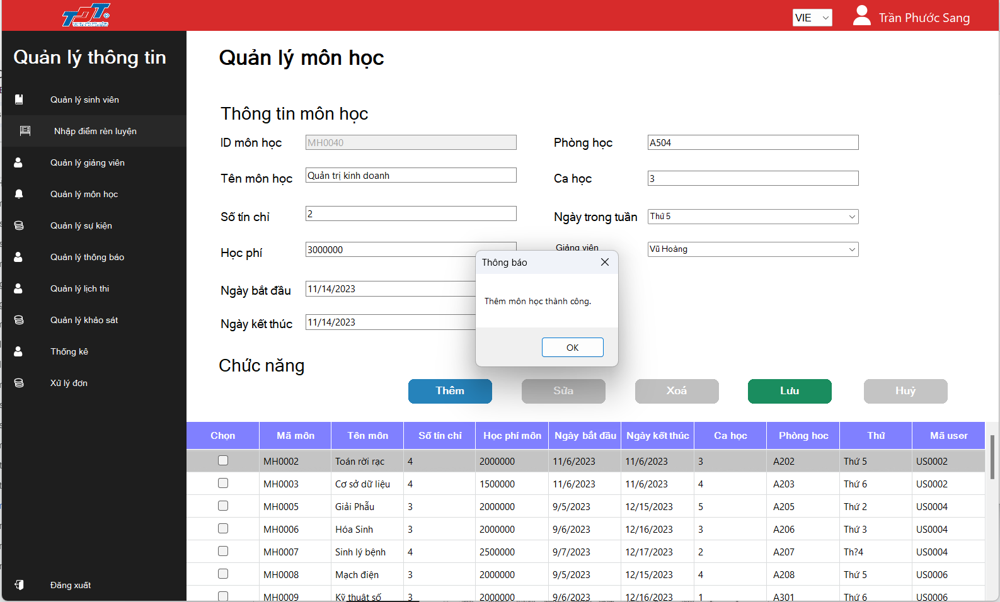 TDT
VIE
Trần Phước Sang
Quản lý thông tin
Quản lý sinh viên
Nhập điểm rèn luyện
Quản lý giảng viên
Quản lý môn học
Quản lý sự kiện
Quản lý thông báo
Quản lý lịch thi
Quản lý khảo sát
Thống kê
Xử lý đơn
Đăng xuất
Quản lý môn học
Thông tin môn học
ID môn học MH0040 Phòng học A504
Tên môn học Quản trị kinh doanh Ca học 3
Số tín chỉ 2 Ngày trong tuần Thứ 5
Học phí 3000000 Giảng viên Vũ Hoàng
Ngày bắt đầu 11/14/2023
Ngày kết thúc 11/14/2023
Thông báo
Thêm môn học thành công.
OK
Chức năng
Thêm Sửa Xoá Lưu Huỷ
Chọn Mã môn Tên môn Số tín chỉ Học phí môn Ngày bắt đầu Ngày kết thúc Ca học Phòng hoc Thứ Mã user
MH0002 Toán rời rạc 4 2000000 11/6/2023 11/6/2023 3 A202 Thứ 5 US0002
MH0003 Cơ sở dữ liệu 4 1500000 11/6/2023 11/6/2023 4 A203 Thứ 6 US0002
MH0005 Giải Phẫu 3 2000000 9/5/2023 12/15/2023 5 A205 Thứ 2 US0004
MH0006 Hóa Sinh 3 2000000 9/6/2023 12/16/2023 3 A206 Thứ 3 US0004
MH0007 Sinh lý bệnh 4 2500000 9/7/2023 12/17/2023 2 A207 Th?4 US0004
MH0008 Mạch điện 3 2000000 9/5/2023 12/15/2023 4 A208 Thứ 5 US0006
MH0009 Kỹ thuật số 3 2000000 9/6/2023 12/16/2023 1 A301 Thứ 6 US0006